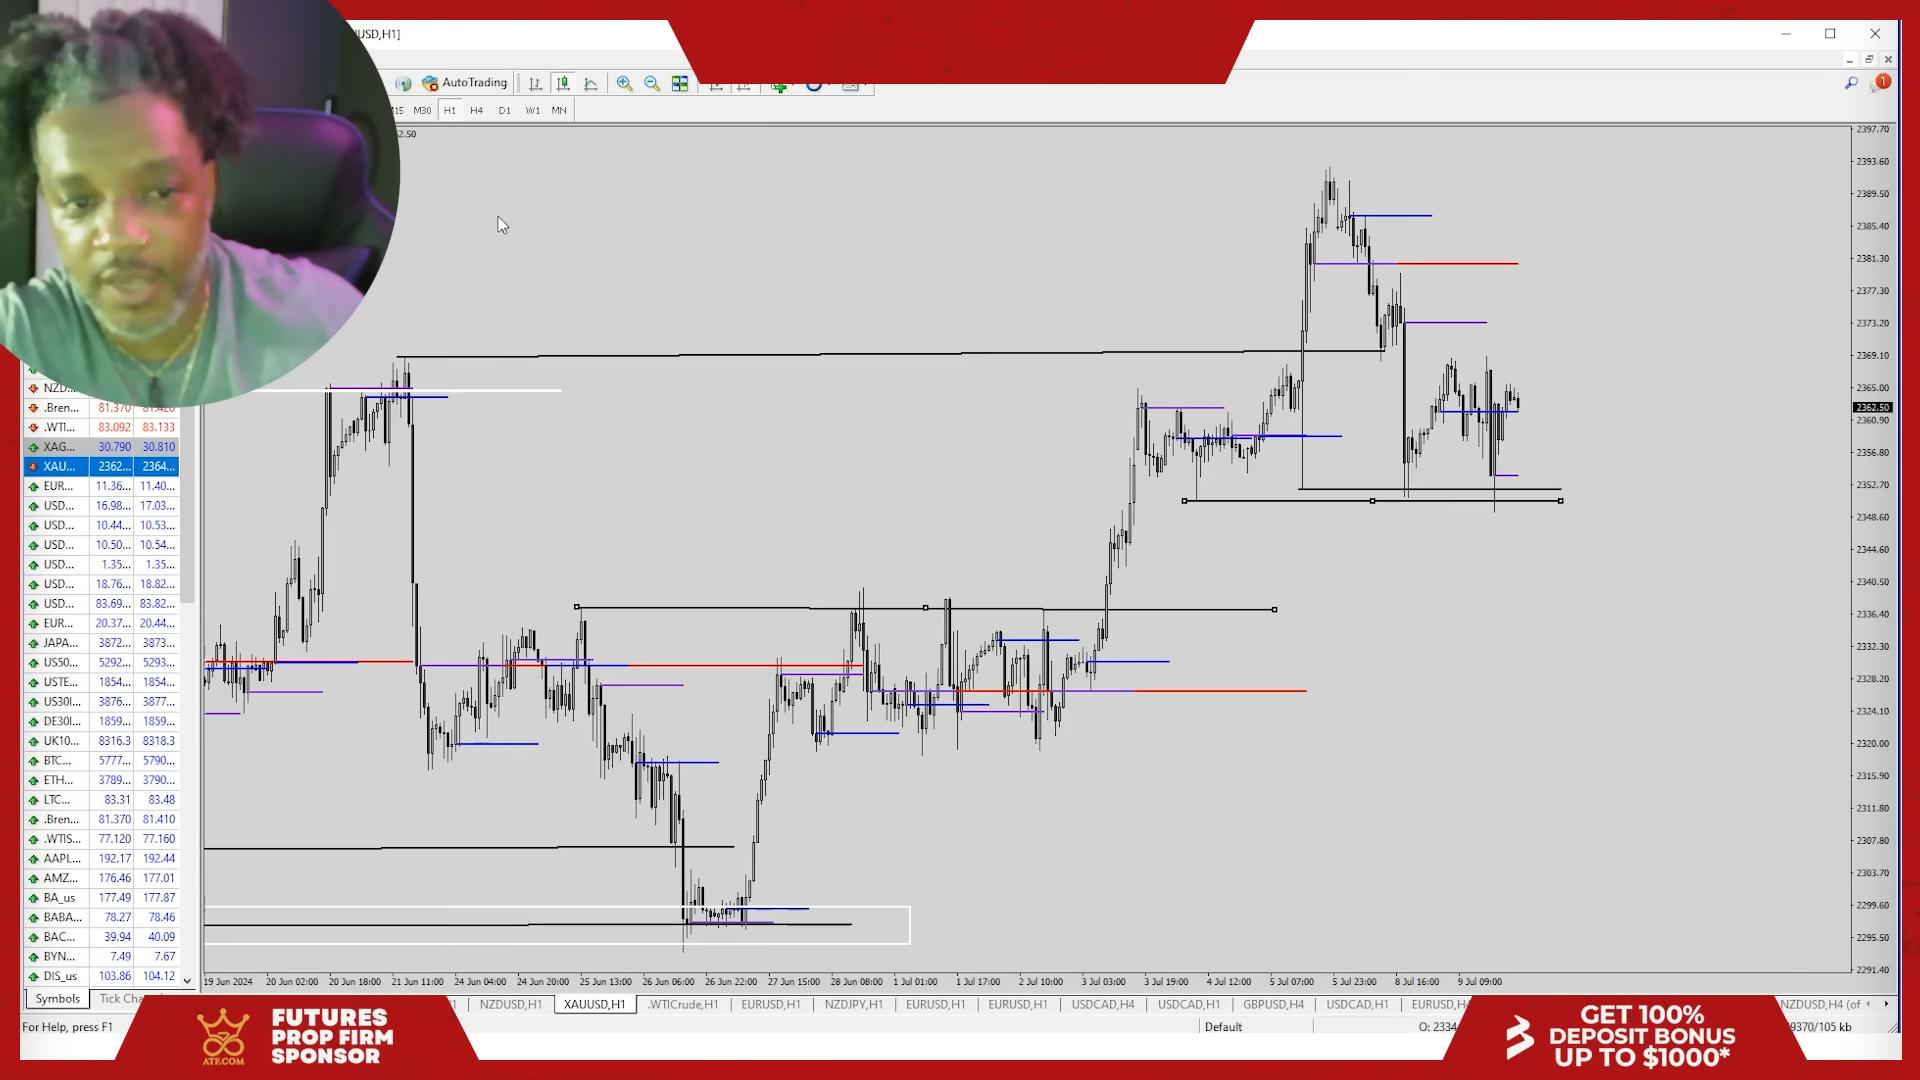 USD,H1]
AutoTrading
M30 H1 H4 D1 W1 MN
1
2397.70
2393.60
2389.50
2385.40
2381.30
2377.30
2373.20
2369.10
2365.00
2362.50
2360.90
2356.80
2352.70
2348.60
2344.60
2340.50
2336.40
2332.30
2328.20
2324.10
2320.00
2315.90
2311.80
2307.80
2303.70
2299.60
2295.50
2291.40
NZD...
.Bren... 81.370 81.420
.WTI... 83.092 83.133
XAG... 30.790 30.810
XAU... 2362... 2364...
EUR... 11.36... 11.40...
USD... 16.98... 17.03...
USD... 10.44... 10.53...
USD... 10.50... 10.54...
USD... 1.35... 1.35...
USD... 18.76... 18.82...
USD... 83.69... 83.82...
EUR... 20.37... 20.44...
JAPA... 3872... 3873...
US50... 5292... 5293...
USTE... 1854... 1854...
US30I... 3876... 3877...
DE30I... 1859... 1859...
UK10... 8316.3 8318.3
BTC... 5777... 5790...
ETH... 3789... 3790...
LTC... 83.31 83.48
.Bren... 81.370 81.410
.WTIS... 77.120 77.160
AAPL... 192.17 192.44
AMZ... 176.46 177.01
BA_us 177.49 177.87
BABA... 78.27 78.46
BAC... 39.94 40.09
BYN... 7.49 7.67
DIS_us 103.86 104.12
19 Jun 2024 20 Jun 02:00 20 Jun 18:00 21 Jun 11:00 24 Jun 04:00 24 Jun 20:00 25 Jun 13:00 26 Jun 06:00 26 Jun 22:00 27 Jun 15:00 28 Jun 08:00 1 Jul 01:00 1 Jul 17:00 2 Jul 10:00 3 Jul 03:00 3 Jul 19:00 4 Jul 12:00 5 Jul 07:00 5 Jul 23:00 8 Jul 16:00 9 Jul 09:00
Symbols Tick
NZDUSD,H1 XAUUSD,H1 .WTICrude,H1 EURUSD,H1 NZDJPY,H1 EURUSD,H1 EURUSD,H1 USDCAD,H4 USDCAD,H1 GBPUSD,H4 USDCAD,H1 NZDUSD,H4 (of
For Help, press F1
Default
O: 2334
9370/105 kb
ATF.COM
FUTURES
PROP FIRM
SPONSOR
GET 100%
DEPOSIT BONUS
UP TO $1000*